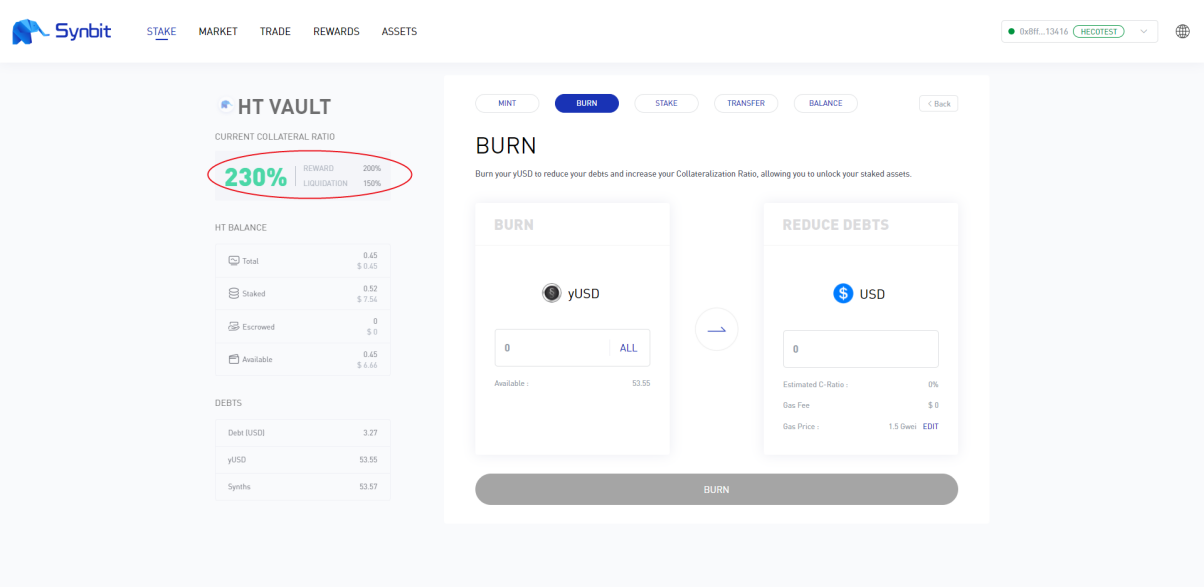 Synbit STAKE MARKET TRADE REWARDS ASSETS 0x8ff...13416 HECOTEST
HT VAULT
CURRENT COLLATERAL RATIO
230% REWARD 200%
LIQUIDATION 150%
HT BALANCE
Total 0.45
$ 0.45
Staked 0.52
$ 7.54
Escrowed 0
$ 0
Available 0.45
$ 6.66
DEBTS
Debt (USD) 3.27
yUSD 53.55
Synths 53.57
MINT BURN STAKE TRANSFER BALANCE < Back
BURN
Burn your yUSD to reduce your debts and increase your Collateralization Ratio, allowing you to unlock your staked assets.
BURN
yUSD
0 ALL
Available : 53.55
REDUCE DEBTS
USD
0
Estimated C-Ratio : 0%
Gas Fee $ 0
Gas Price : 1.5 Gwei EDIT
BURN